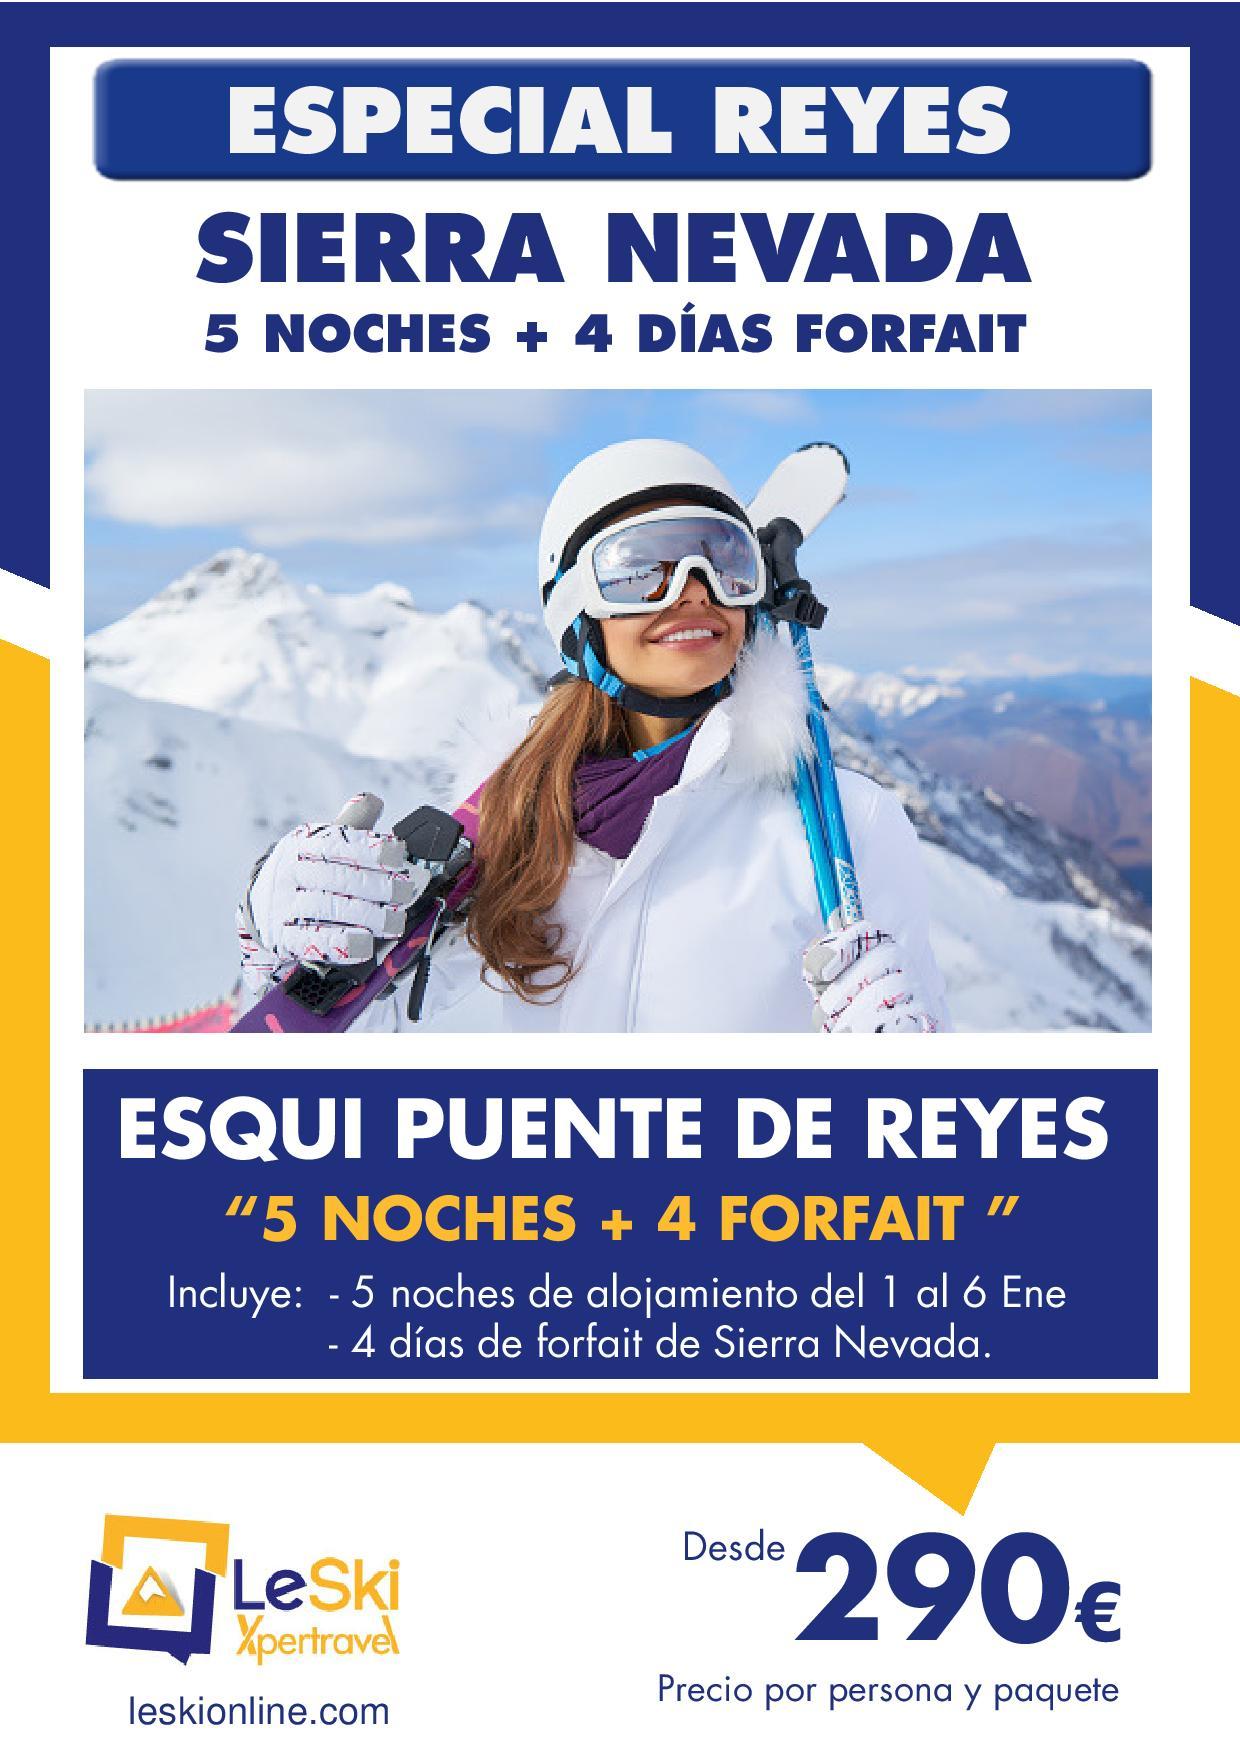 ESPECIAL REYES
SIERRA NEVADA
5 NOCHES + 4 DÍAS FORFAIT
ESQUI PUENTE DE REYES
“5 NOCHES + 4 FORFAIT ”
Incluye: - 5 noches de alojamiento del 1 al 6 Ene
- 4 días de forfait de Sierra Nevada.
LeSki
Xpertravel
leskionline.com
Desde 290€
Precio por persona y paquete